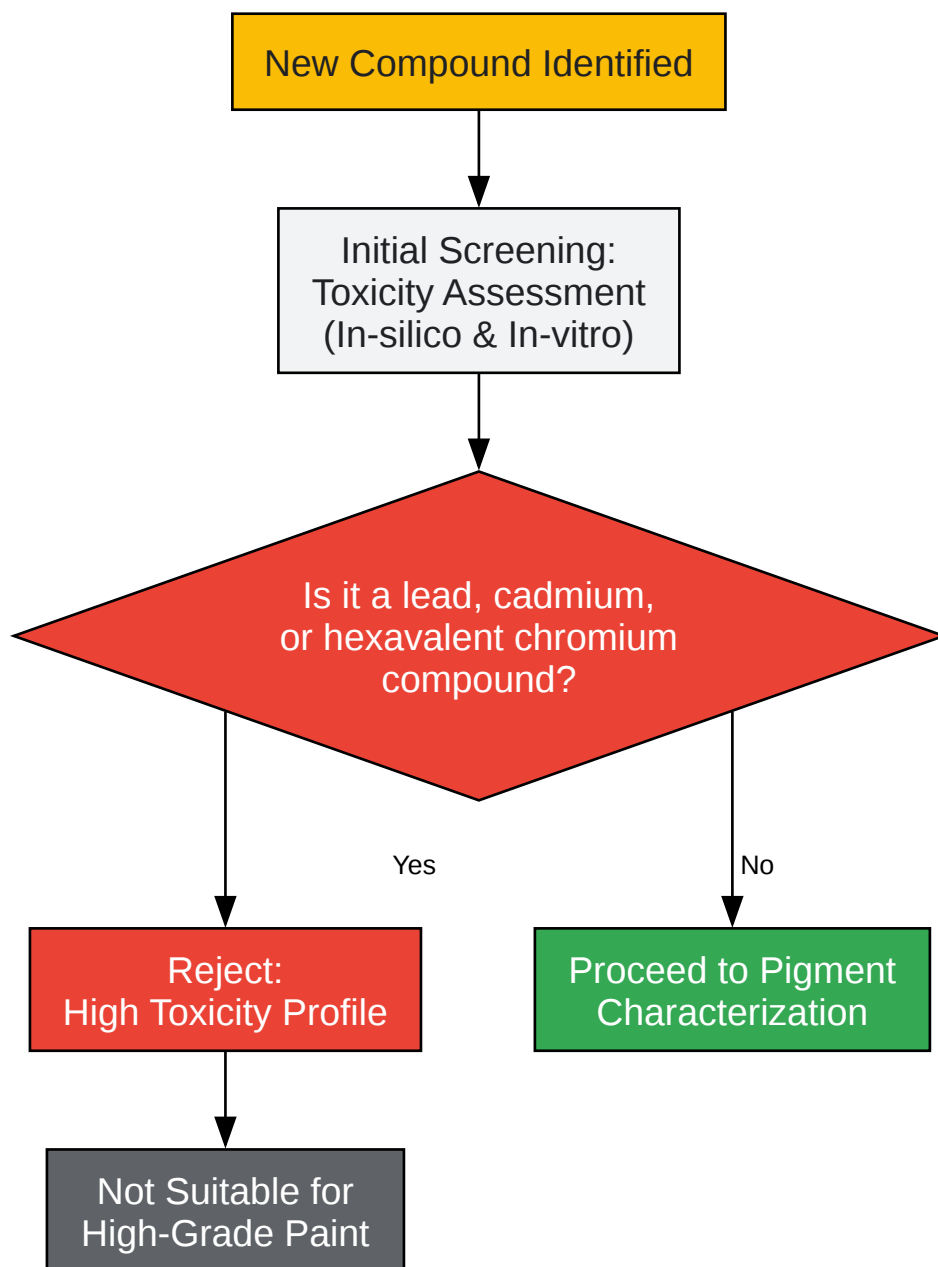 New Compound Identified
Initial Screening:
Toxicity Assessment
(In-silico & In-vitro)
Is it a lead, cadmium,
or hexavalent chromium
compound?
Yes
No
Reject:
High Toxicity Profile
Proceed to Pigment
Characterization
Not Suitable for
High-Grade Paint